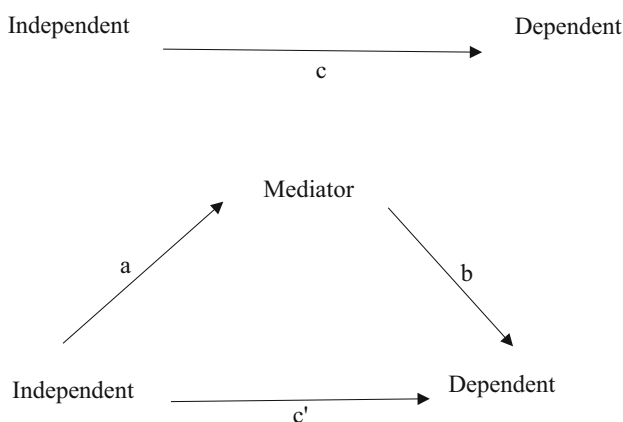 Independent
Dependent
c
Mediator
a
b
Independent
Dependent
c'